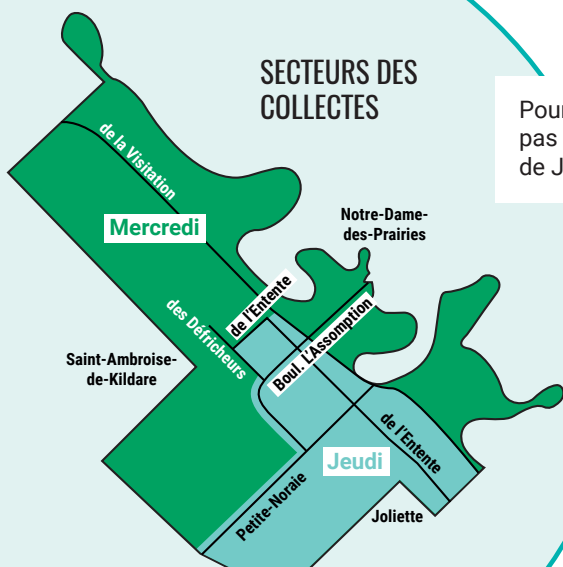 SECTEURS DES
COLLECTES
Pour
pas
de J
de la Visitation
Mercredi
Notre-Dame-
des-Prairies
de l'Entente
des Défricheurs
Boul. L'Assomption
Saint-Ambroise-
de-Kildare
de l'Entente
Jeudi
Petite-Noraie
Joliette